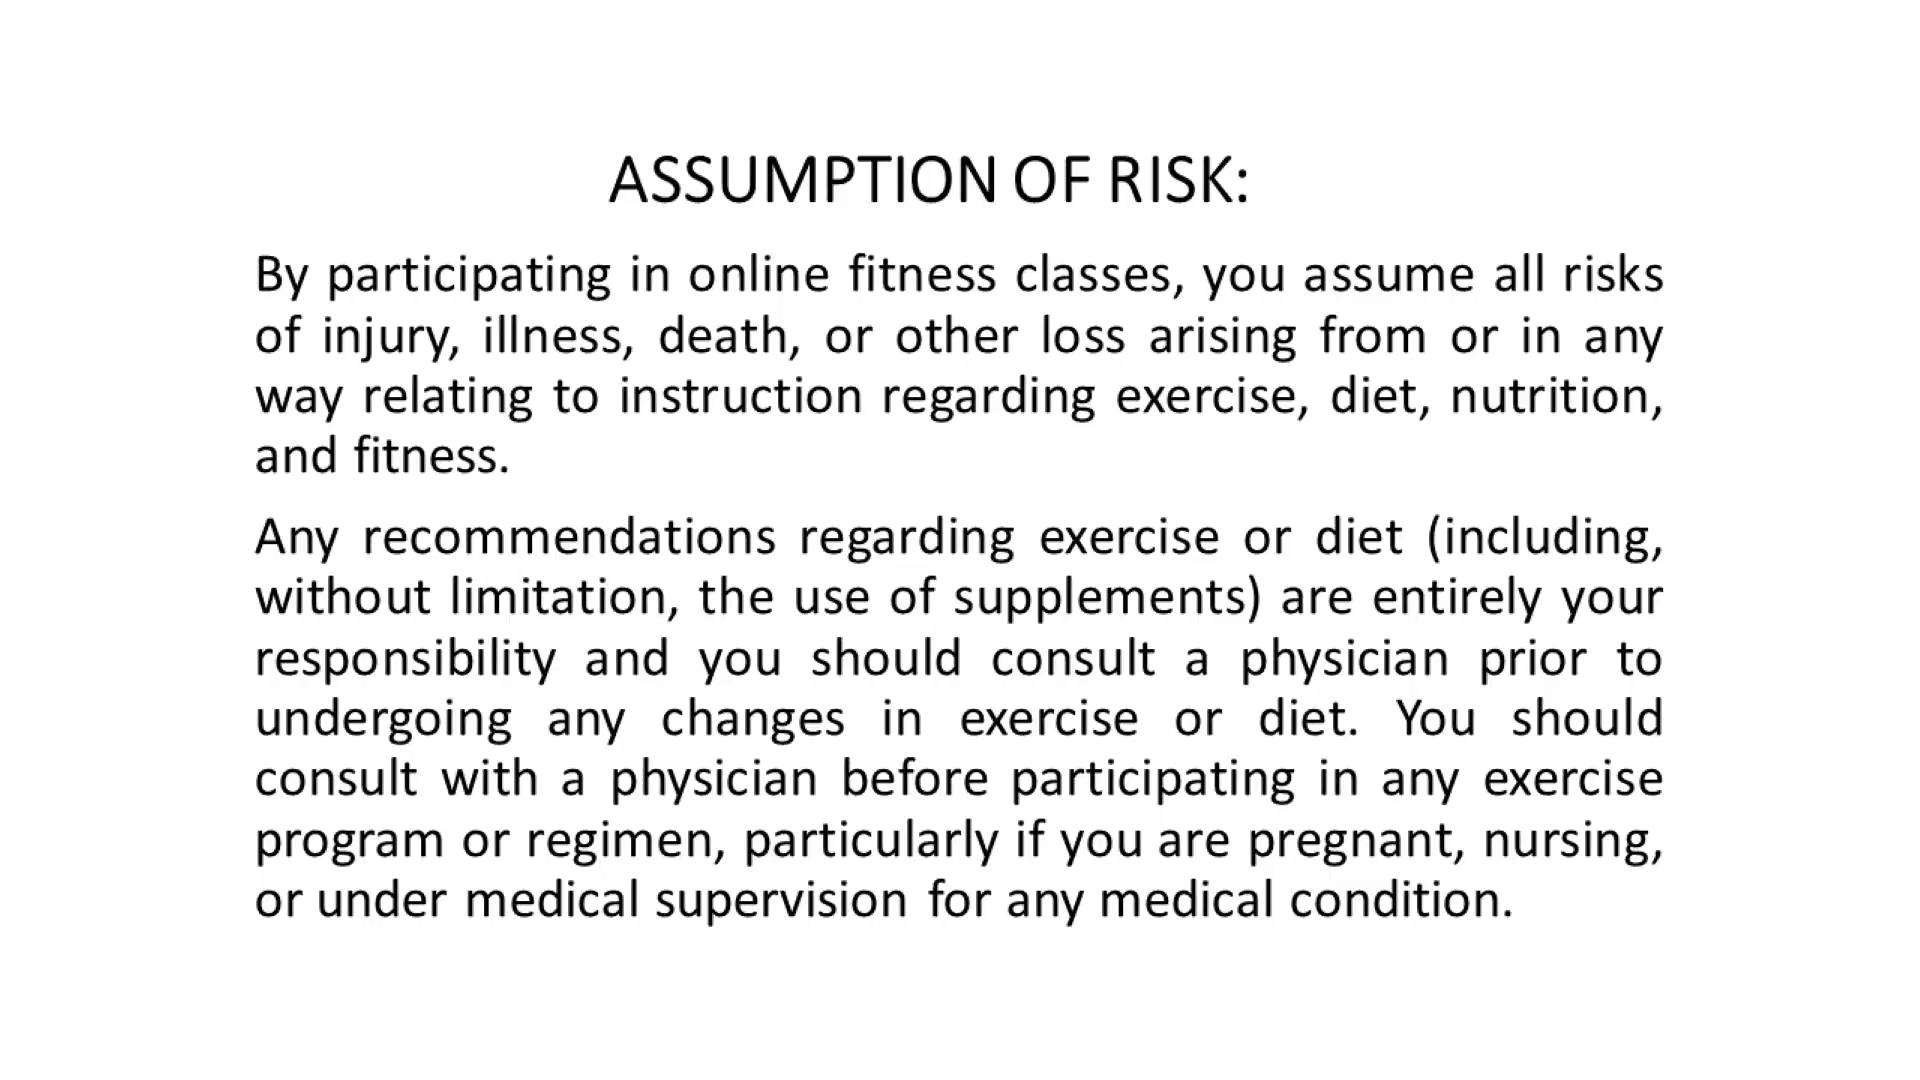 ASSUMPTION OF RISK:
By participating in online fitness classes, you assume all risks
of injury, illness, death, or other loss arising from or in any
way relating to instruction regarding exercise, diet, nutrition,
and fitness.
Any recommendations regarding exercise or diet (including,
without limitation, the use of supplements) are entirely your
responsibility and you should consult a physician prior to
undergoing any changes in exercise or diet. You should
consult with a physician before participating in any exercise
program or regimen, particularly if you are pregnant, nursing,
or under medical supervision for any medical condition.